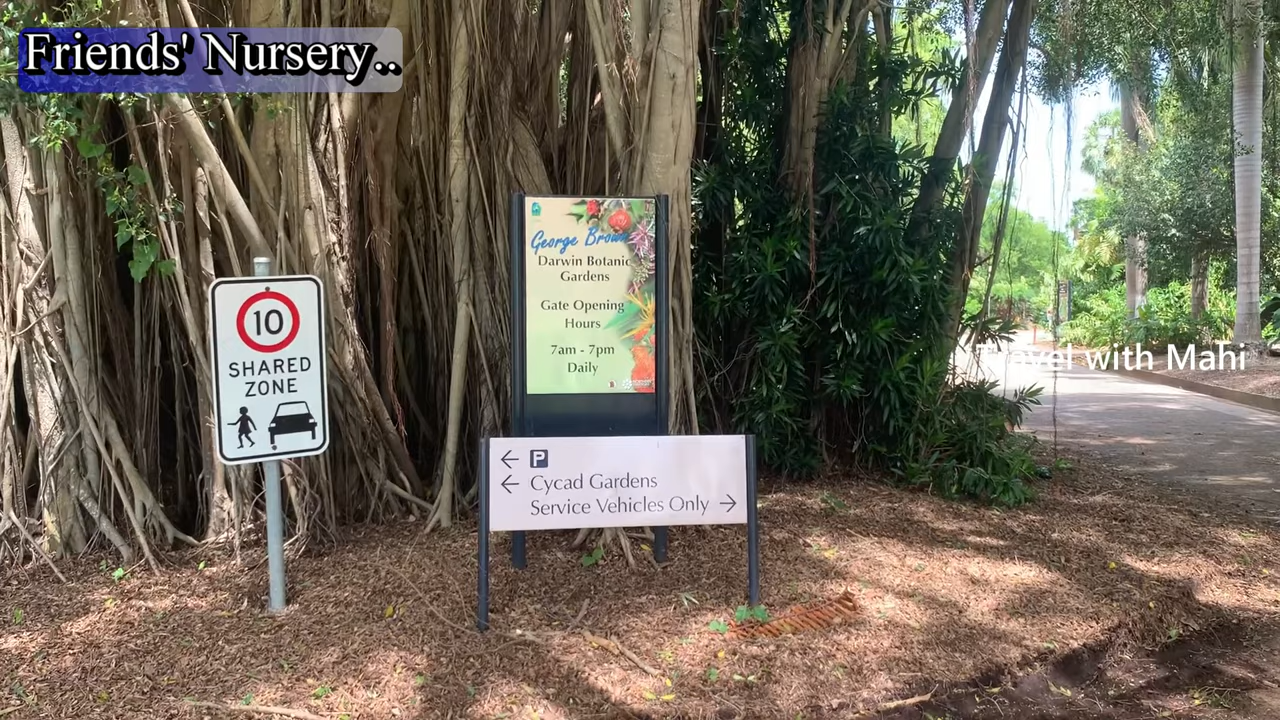 Friends' Nursery..
George Brown
Darwin Botanic
Gardens
Gate Opening
Hours
7am - 7pm
Daily
10
SHARED
ZONE
P
Cycad Gardens
Service Vehicles Only
Travel with Mahi